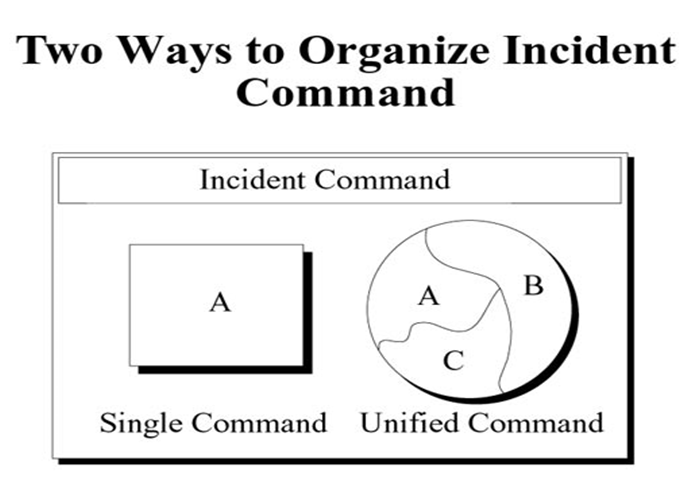 Two Ways to Organize Incident
Command
Incident Command
A
A
B
C
Single Command
Unified Command